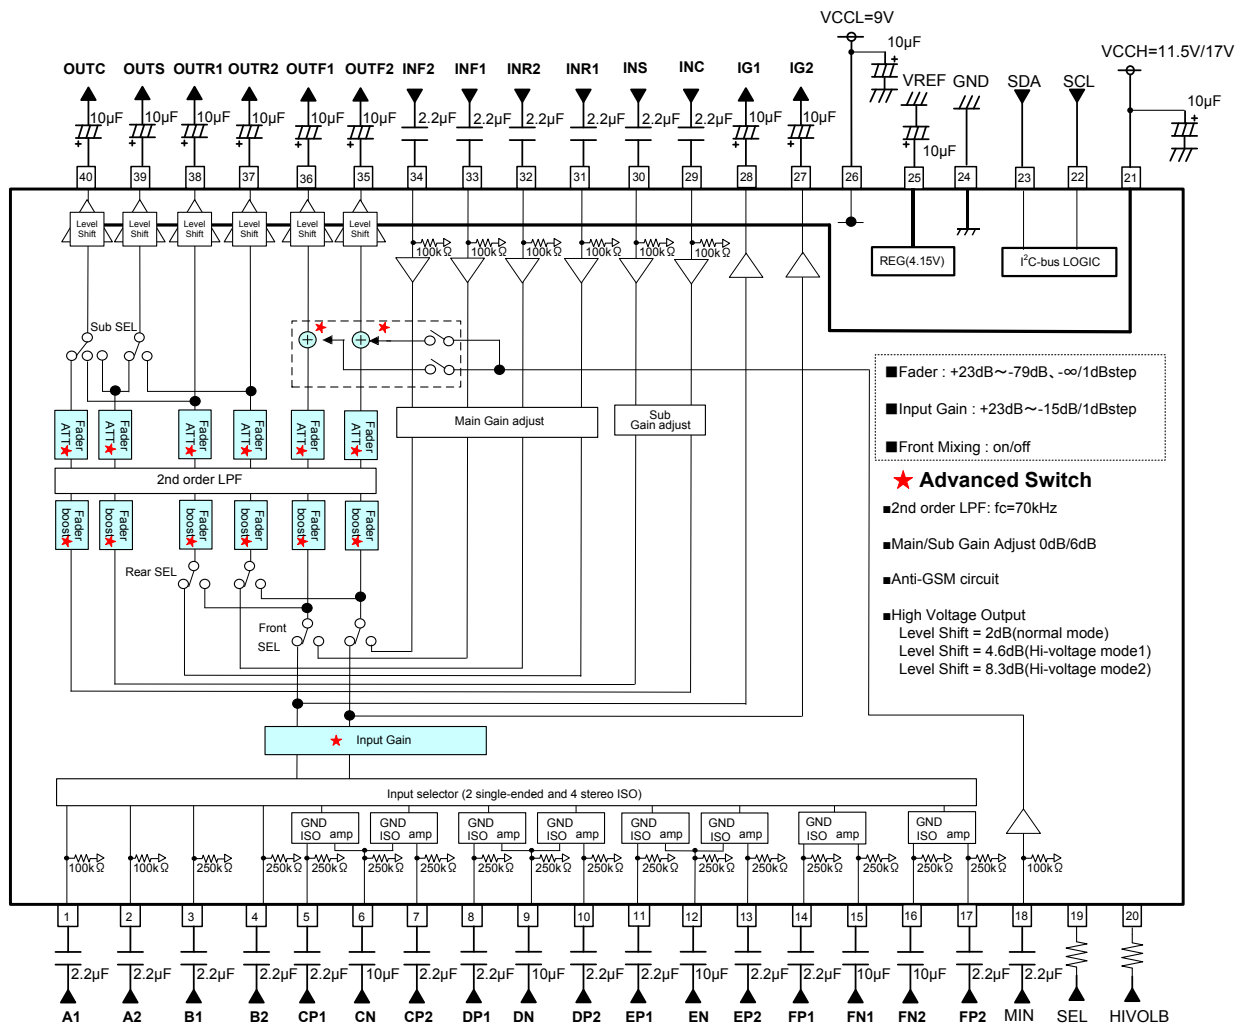 VCCL=9V
10µF
VCCH=11.5V/17V
OUTC OUTS OUTR1 OUTR2 OUTF1 OUTF2 INF2 INF1 INR2 INR1 INS INC IG1 IG2 VREF GND SDA SCL
10µF 10µF 10µF 10µF 10µF 10µF 2.2µF 2.2µF 2.2µF 2.2µF 2.2µF 2.2µF 10µF 10µF 10µF 10µF
+ + + + + + + + + + +
40 39 38 37 36 35 34 33 32 31 30 29 28 27 26 25 24 23 22 21
Level Shift
Level Shift
Level Shift
Level Shift
Level Shift
Level Shift
100kΩ 100kΩ 100kΩ 100kΩ 100kΩ 100kΩ
REG(4.15V)
I²C-bus LOGIC
Sub SEL
+ +
■Fader : +23dB～-79dB、-∞/1dBstep
■Input Gain : +23dB～-15dB/1dBstep
■Front Mixing : on/off
★ Advanced Switch
■2nd order LPF: fc=70kHz
■Main/Sub Gain Adjust 0dB/6dB
■Anti-GSM circuit
■High Voltage Output
Level Shift = 2dB(normal mode)
Level Shift = 4.6dB(Hi-voltage mode1)
Level Shift = 8.3dB(Hi-voltage mode2)
Main Gain adjust
Sub
Gain adjust
Fader ATT★
Fader ATT★
Fader ATT★
Fader ATT★
Fader ATT★
Fader ATT★
2nd order LPF
Fader boost★
Fader boost★
Fader boost★
Fader boost★
Fader boost★
Fader boost★
Rear SEL
Front
SEL
★ Input Gain
Input selector (2 single-ended and 4 stereo ISO)
GND ISO amp
GND ISO amp
GND ISO amp
GND ISO amp
GND ISO amp
GND ISO amp
GND ISO amp
GND ISO amp
100kΩ 100kΩ 250kΩ 250kΩ 250kΩ 250kΩ 250kΩ 250kΩ 250kΩ 250kΩ 250kΩ 250kΩ 250kΩ 250kΩ 250kΩ 250kΩ 250kΩ 100kΩ
1 2 3 4 5 6 7 8 9 10 11 12 13 14 15 16 17 18 19 20
2.2µF 2.2µF 2.2µF 2.2µF 2.2µF 10µF 2.2µF 2.2µF 10µF 2.2µF 2.2µF 10µF 2.2µF 2.2µF 10µF 10µF 2.2µF 2.2µF
A1 A2 B1 B2 CP1 CN CP2 DP1 DN DP2 EP1 EN EP2 FP1 FN1 FN2 FP2 MIN SEL HIVOLB